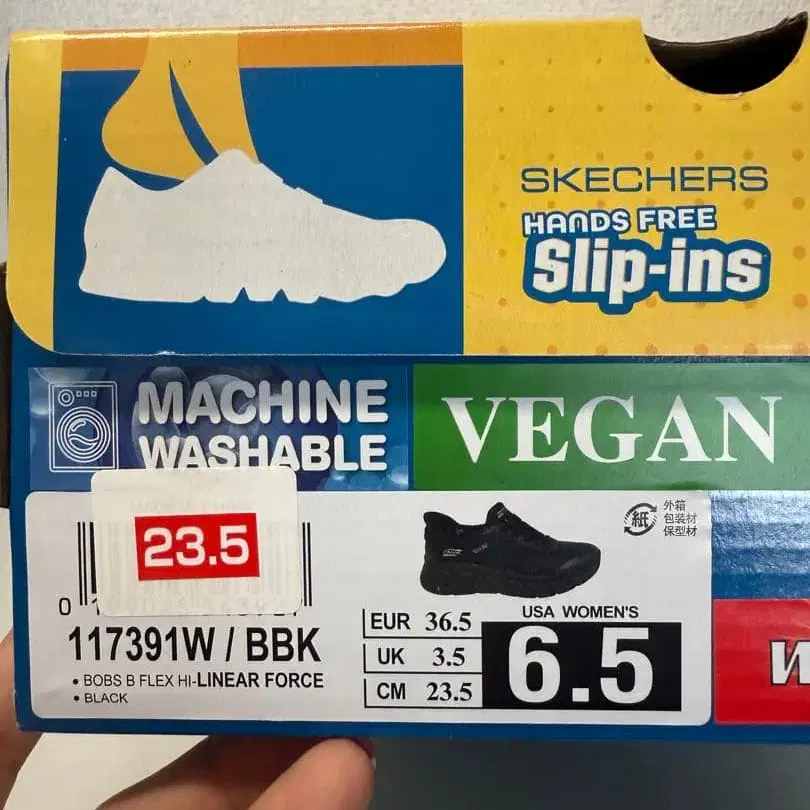 SKECHERS
HANDS FREE
Slip-ins
MACHINE
WASHABLE
VEGAN
23.5
紙
外箱
包装材
保型材
0
117391W / BBK
• BOBS B FLEX HI-LINEAR FORCE
• BLACK
EUR 36.5
UK 3.5
CM 23.5
USA WOMEN'S
6.5